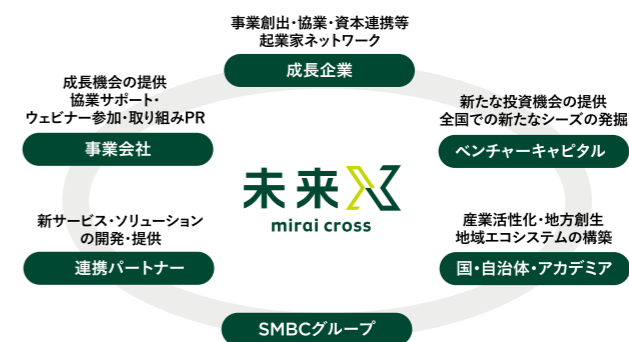 事業創出・協業・資本連携等
起業家ネットワーク
成長企業
成長機会の提供
協業サポート・
ウェビナー参加・取り組みPR
事業会社
新たな投資機会の提供
全国での新たなシーズの発掘
ベンチャーキャピタル
未来X
mirai cross
新サービス・ソリューション
の開発・提供
連携パートナー
産業活性化・地方創生
地域エコシステムの構築
国・自治体・アカデミア
SMBCグループ